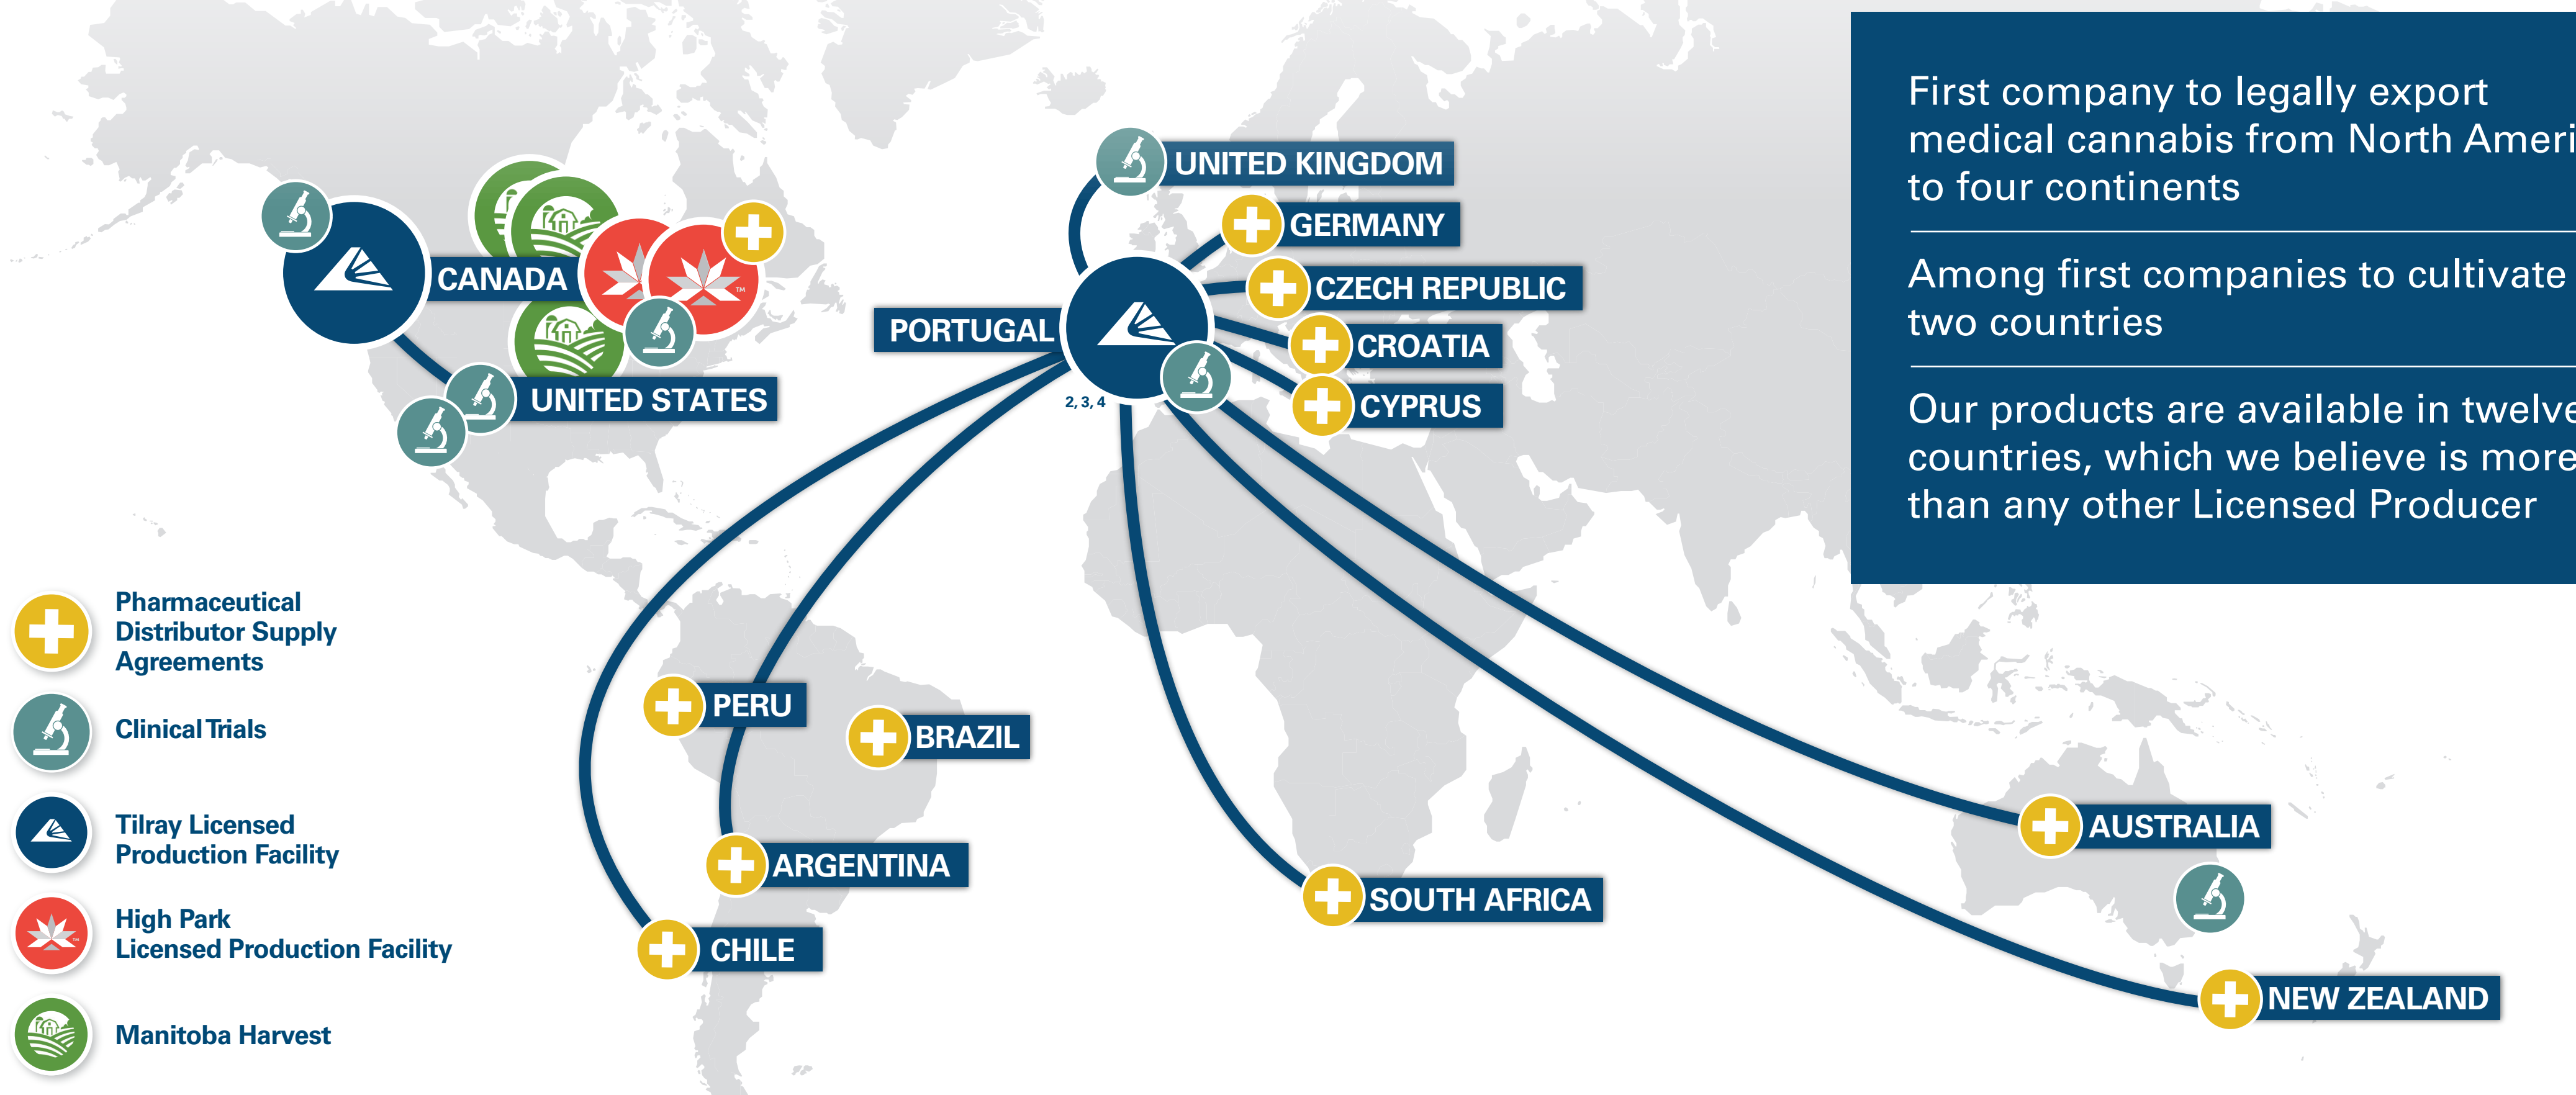 First company to legally export
medical cannabis from North Ameri
to four continents
Among first companies to cultivate
two countries
Our products are available in twelve
countries, which we believe is more
than any other Licensed Producer
UNITED KINGDOM
GERMANY
CANADA
™
CZECH REPUBLIC
PORTUGAL
CROATIA
UNITED STATES
2, 3, 4
CYPRUS
PERU
BRAZIL
ARGENTINA
CHILE
SOUTH AFRICA
AUSTRALIA
NEW ZEALAND
Pharmaceutical
Distributor Supply
Agreements
Clinical Trials
Tilray Licensed
Production Facility
High Park
Licensed Production Facility
™
Manitoba Harvest